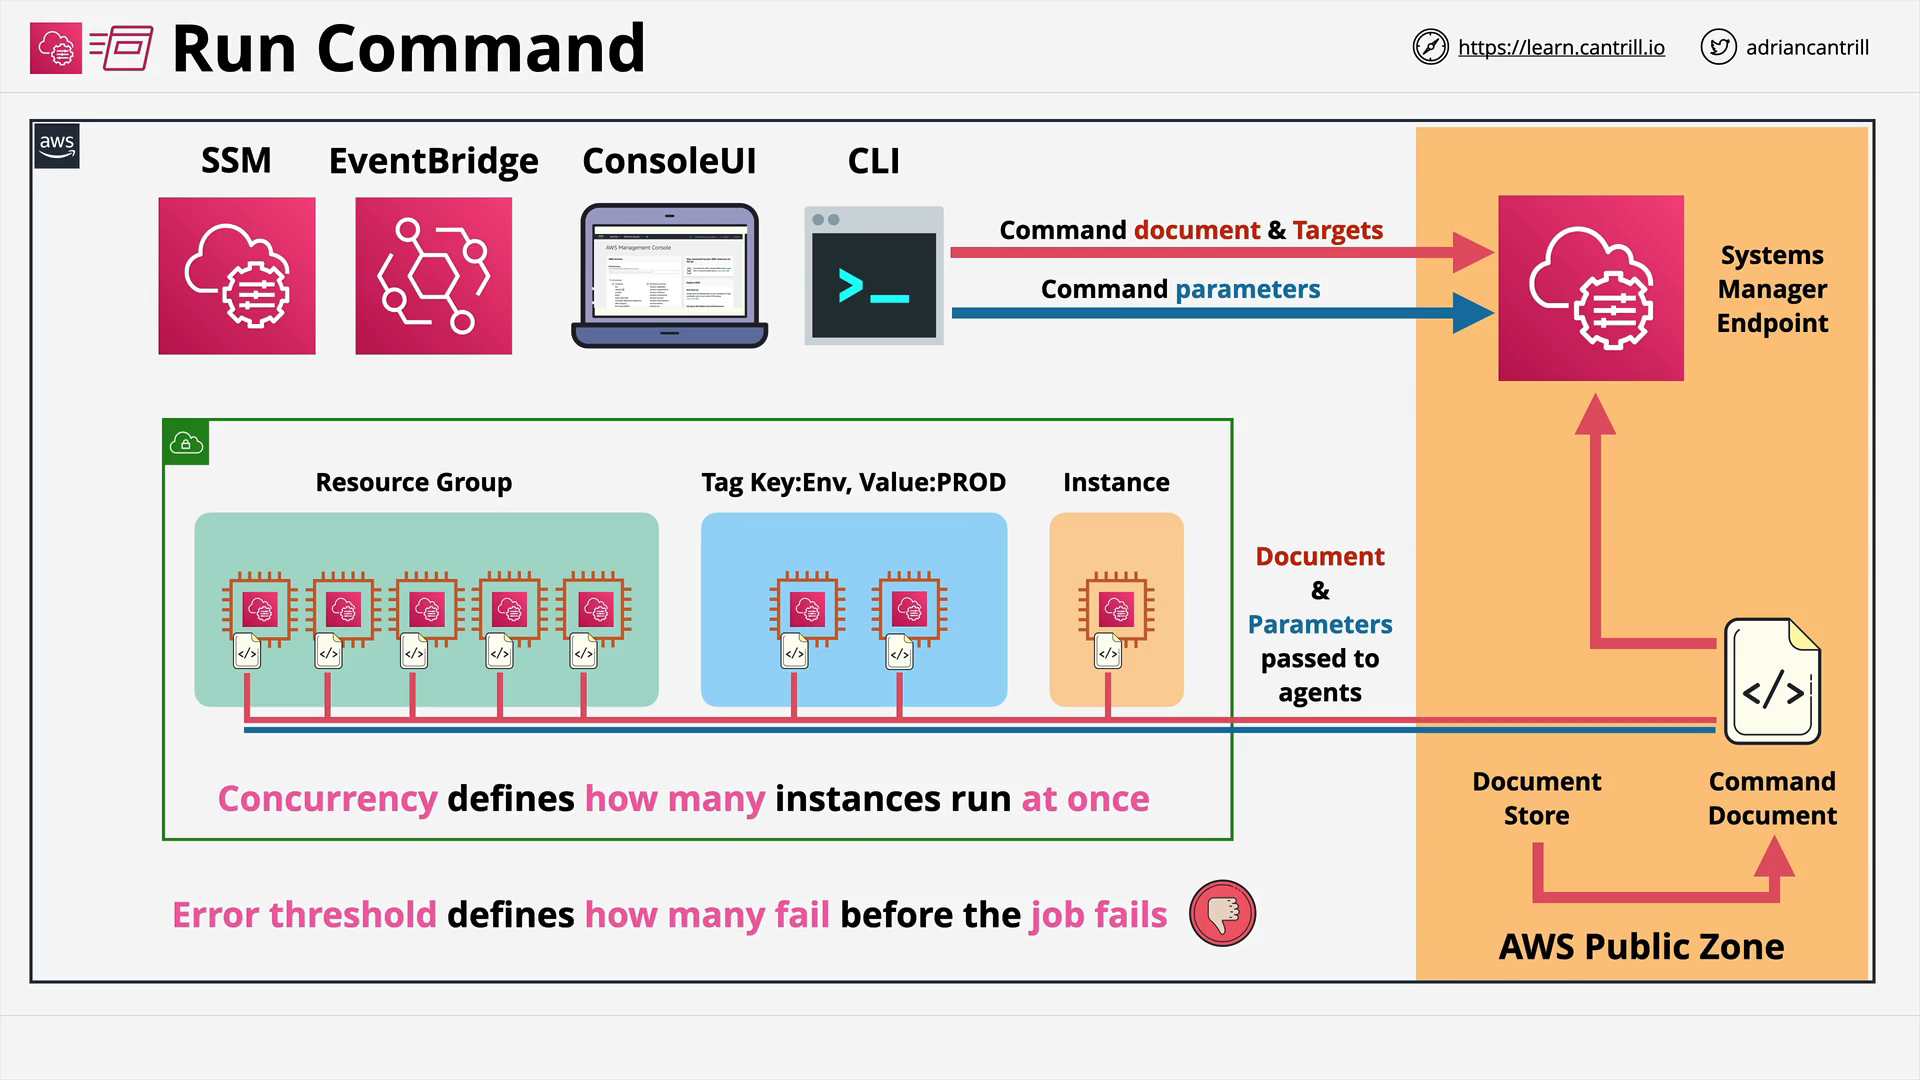 Run Command
https://learn.cantrill.io
adriancantrill
aws
SSM
EventBridge
ConsoleUI
CLI
AWS Management Console
>_
Command document & Targets
Command parameters
Systems
Manager
Endpoint
Resource Group
Tag Key:Env, Value:PROD
Instance
</>
</>
</>
</>
</>
</>
</>
</>
Document
&
Parameters
passed to
agents
</>
Concurrency defines how many instances run at once
Document
Store
Command
Document
Error threshold defines how many fail before the job fails
AWS Public Zone